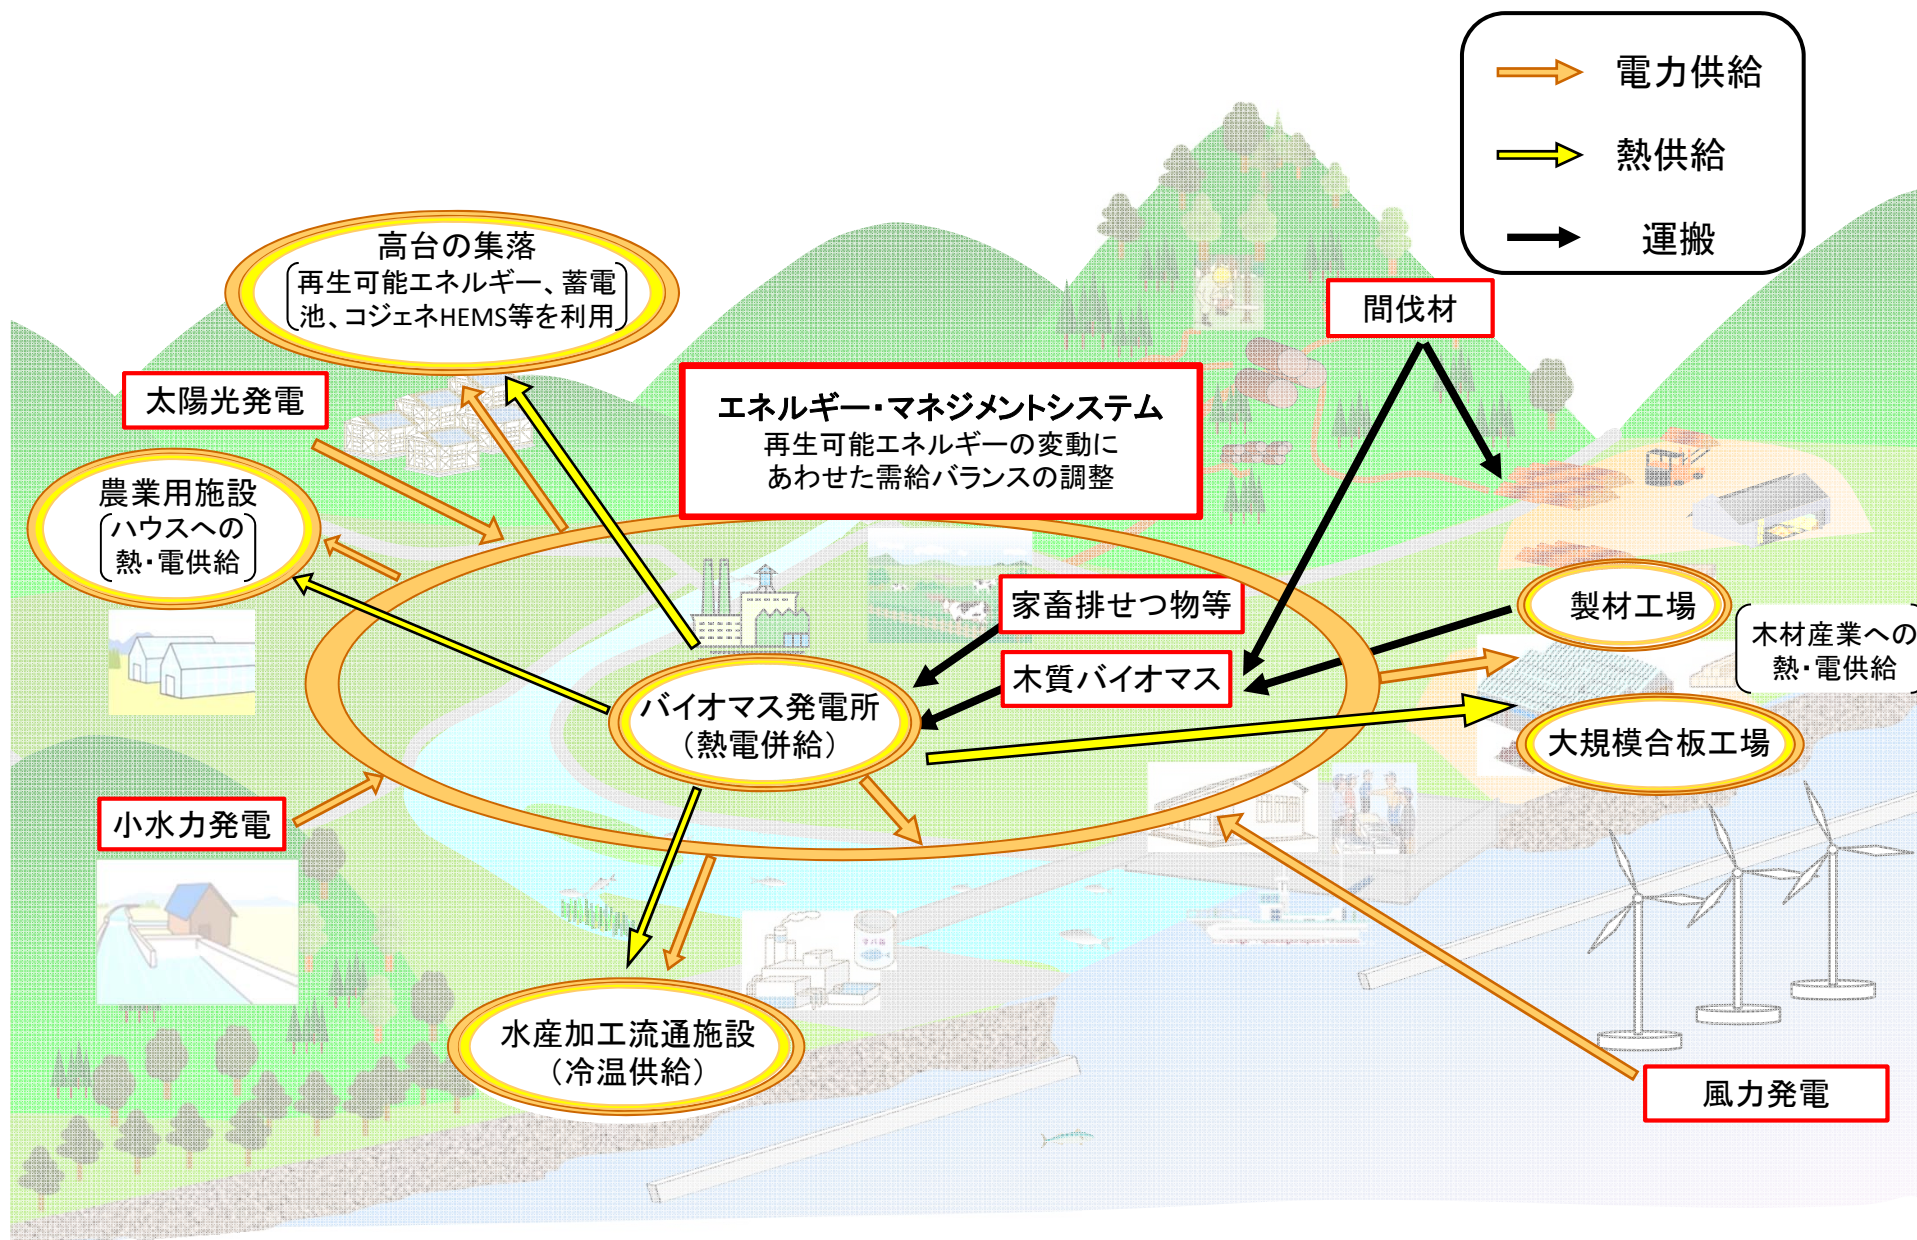 電力供給
熱供給
運搬
高台の集落
再生可能エネルギー、蓄電
池、コジェネHEMS等を利用
間伐材
太陽光発電
エネルギー・マネジメントシステム
再生可能エネルギーの変動に
あわせた需給バランスの調整
農業用施設
ハウスへの
熱・電供給
家畜排せつ物等
製材工場
木材産業への
熱・電供給
木質バイオマス
バイオマス発電所
（熱電併給）
大規模合板工場
小水力発電
水産加工流通施設
（冷温供給）
風力発電